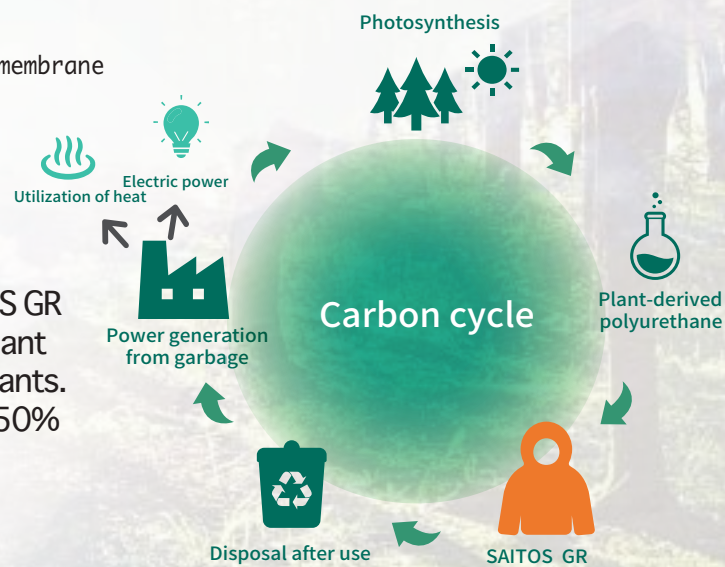 Photosynthesis
membrane
Electric power
Utilization of heat
Plant-derived
polyurethane
Carbon cycle
Power generation
from garbage
S GR
ant
ants.
50%
Disposal after use
SAITOS GR